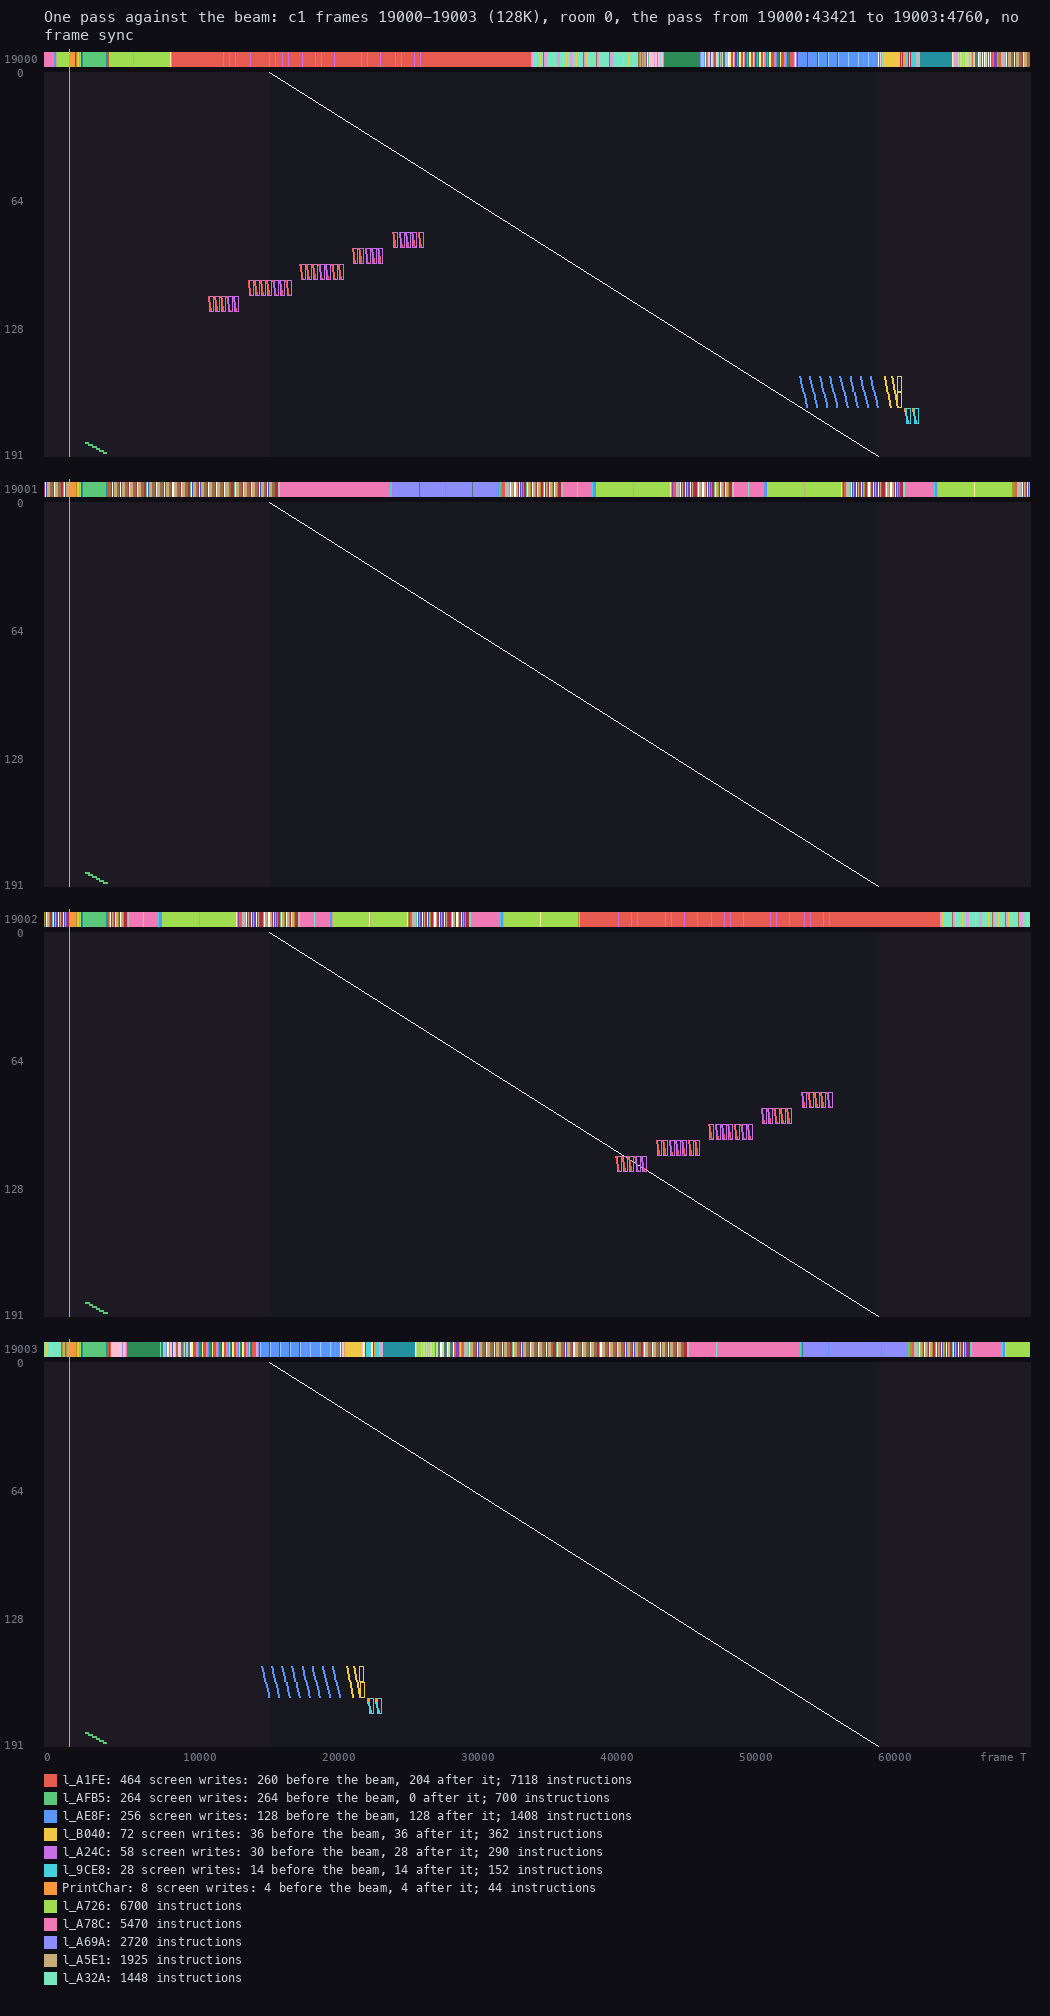 One pass against the beam: c1 frames 19000–19003 (128K), room 0, the pass from 19000:43421 to 19003:4760, no
frame sync
19000
0
64
128
191
19001
0
64
128
191
19002
0
64
128
191
19003
0
64
128
191
0 10000 20000 30000 40000 50000 60000 frame T
l_A1FE: 464 screen writes: 260 before the beam, 204 after it; 7118 instructions
l_AFB5: 264 screen writes: 264 before the beam, 0 after it; 700 instructions
l_AE8F: 256 screen writes: 128 before the beam, 128 after it; 1408 instructions
l_B040: 72 screen writes: 36 before the beam, 36 after it; 362 instructions
l_A24C: 58 screen writes: 30 before the beam, 28 after it; 290 instructions
l_9CE8: 28 screen writes: 14 before the beam, 14 after it; 152 instructions
PrintChar: 8 screen writes: 4 before the beam, 4 after it; 44 instructions
l_A726: 6700 instructions
l_A78C: 5470 instructions
l_A69A: 2720 instructions
l_A5E1: 1925 instructions
l_A32A: 1448 instructions